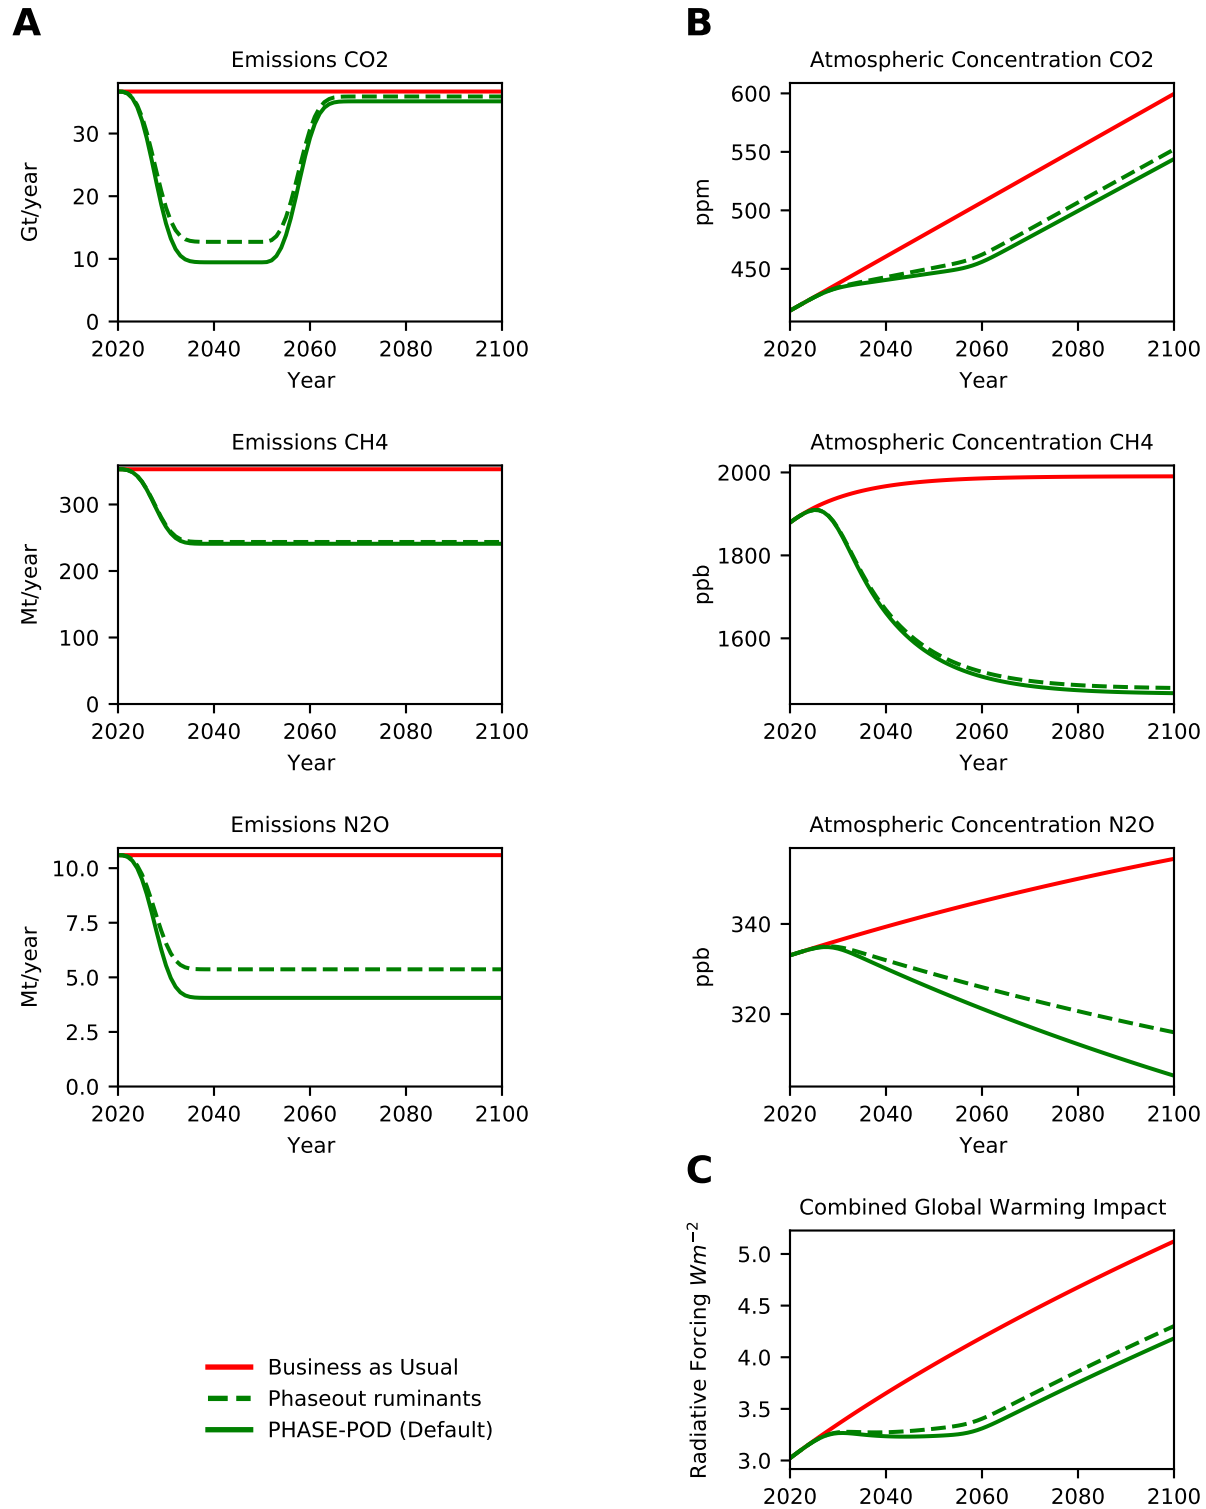 A
Emissions CO2
Gt/year
30
20
10
0
2020 2040 2060 2080 2100
Year
Emissions CH4
Mt/year
300
200
100
0
2020 2040 2060 2080 2100
Year
Emissions N2O
Mt/year
10.0
7.5
5.0
2.5
0.0
2020 2040 2060 2080 2100
Year
Business as Usual
Phaseout ruminants
PHASE-POD (Default)
B
Atmospheric Concentration CO2
ppm
600
550
500
450
2020 2040 2060 2080 2100
Year
Atmospheric Concentration CH4
ppb
2000
1800
1600
2020 2040 2060 2080 2100
Year
Atmospheric Concentration N2O
ppb
340
320
2020 2040 2060 2080 2100
Year
C
Combined Global Warming Impact
Radiative Forcing Wm⁻²
5.0
4.5
4.0
3.5
3.0
2020 2040 2060 2080 2100